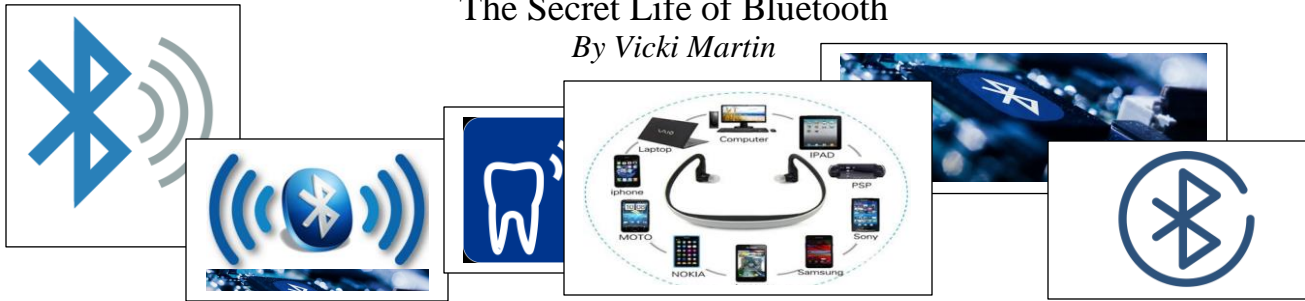 The Secret Life of Bluetooth
By Vicki Martin
Computer
Laptop
IPAD
iphone
PSP
MOTO
Sony
NOKIA
Samsung